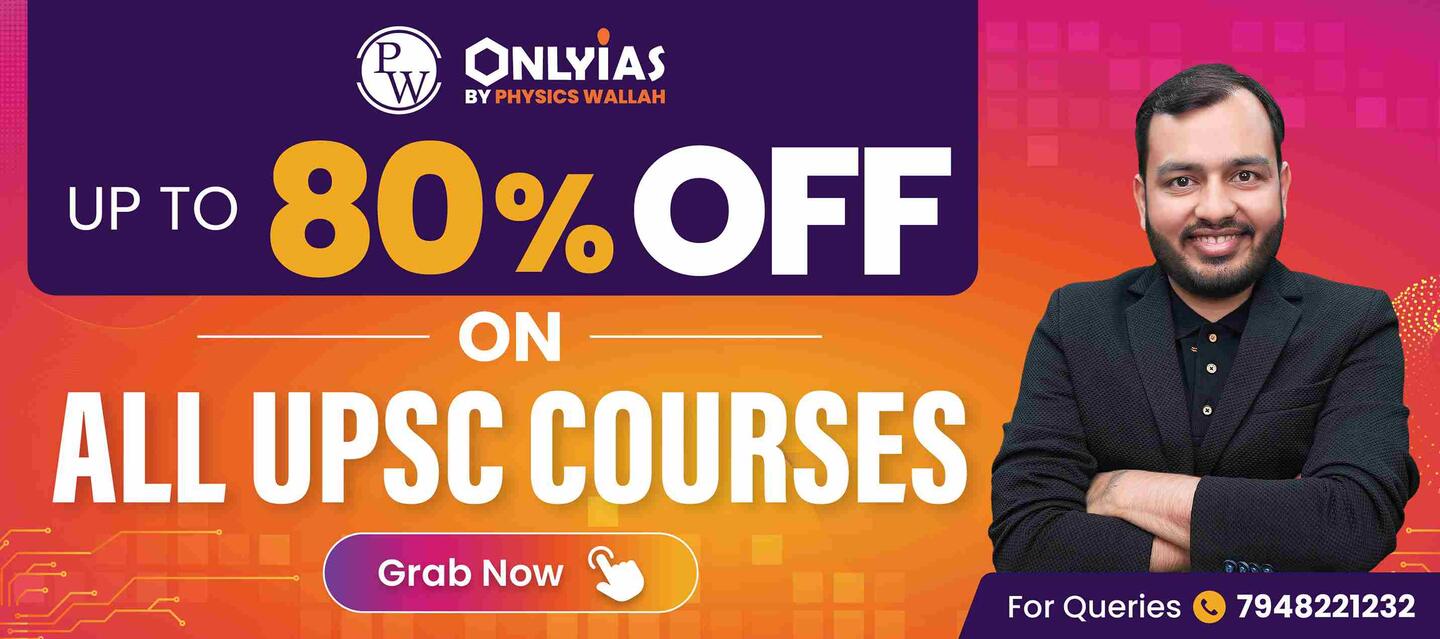 PW
ONLYIAS
BY PHYSICS WALLAH
UP TO 80% OFF
ON
ALL UPSC COURSES
Grab Now
For Queries 7948221232